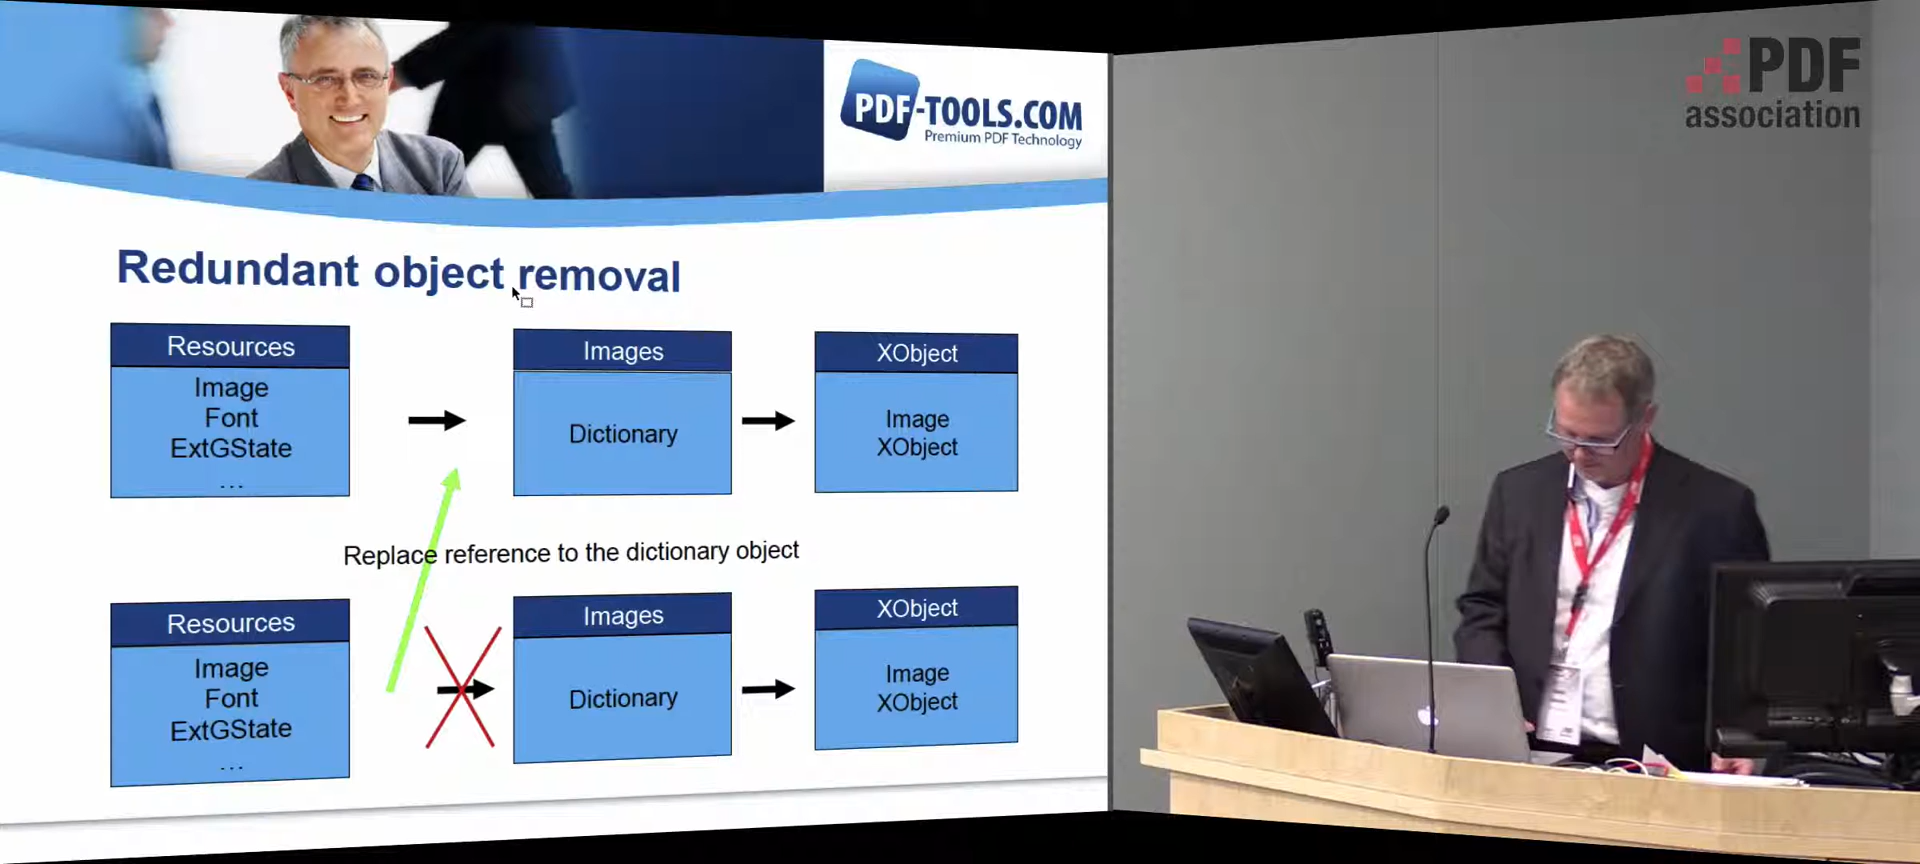 PDF-TOOLS.COM
Premium PDF Technology
PDF
association
Redundant object removal
Resources
Image
Font
ExtGState
...
Images
Dictionary
XObject
Image
XObject
Replace reference to the dictionary object
Resources
Image
Font
ExtGState
...
Images
Dictionary
XObject
Image
XObject